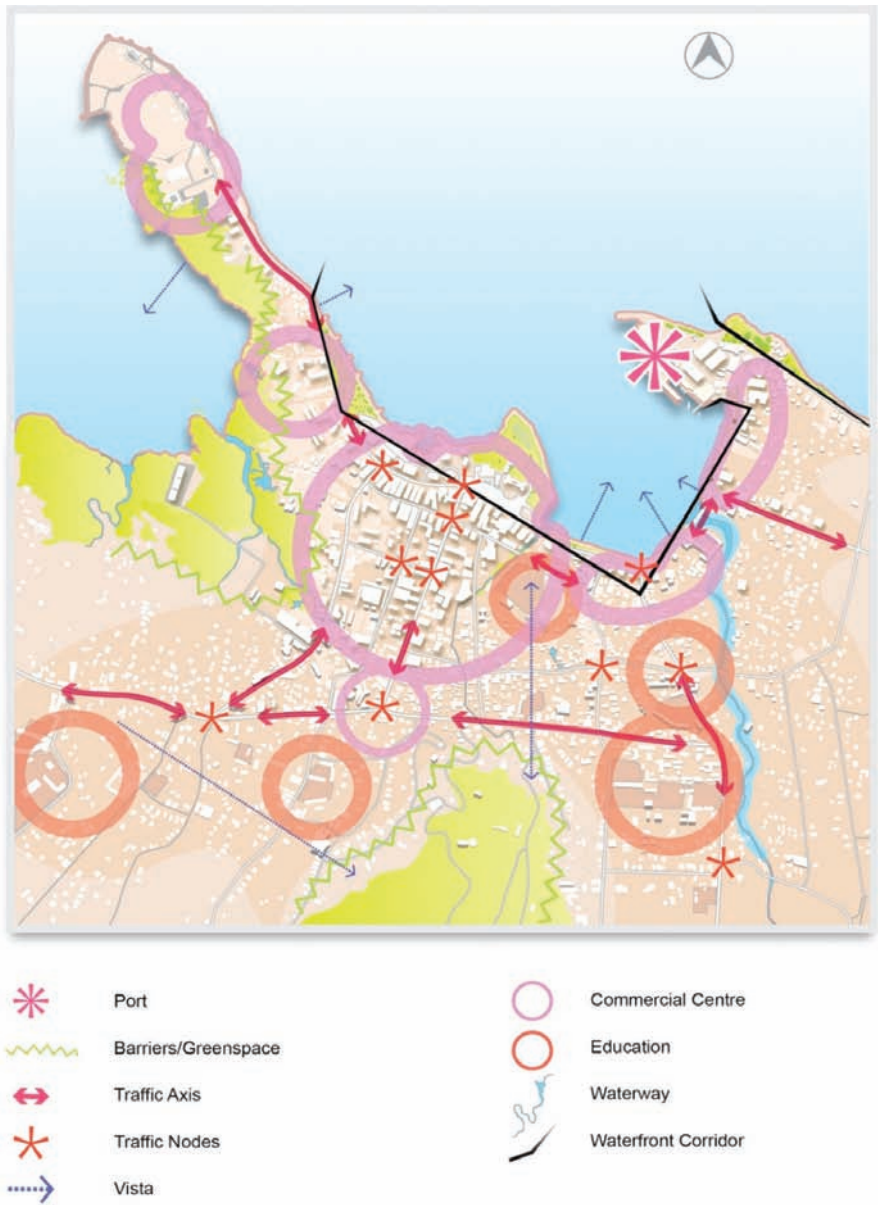 Port
Barriers/Greenspace
Traffic Axis
Traffic Nodes
Vista
Commercial Centre
Education
Waterway
Waterfront Corridor